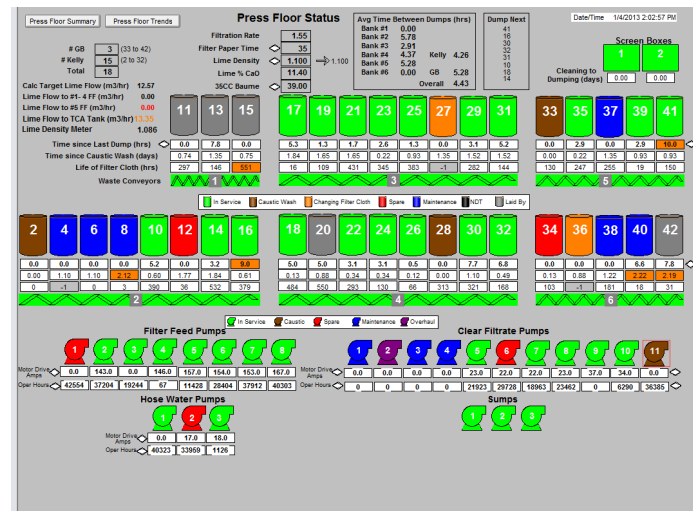 Press Floor Summary Press Floor Trends Press Floor Status Date/Time 1/4/2013 2:02:57 PM
# GB 3 (33 to 42)
# Kelly 15 (2 to 32)
Total 18
Filtration Rate 1.55
Filter Paper Time 35
Lime Density 1.100 1.100
Lime % CaO 11.40
35CC Baume 39.00
Avg Time Between Dumps (hrs)
Bank #1 0.00
Bank #2 5.78
Bank #3 2.91
Bank #4 4.37 Kelly 4.26
Bank #5 5.28
Bank #6 0.00 GB 5.28
Overall 4.43
Dump Next
41
16
30
32
32
31
10
18
14
Screen Boxes
1 2
Cleaning to
Dumping (days) 0.00 0.00
Calc Target Lime Flow (m3/hr) 12.57
Lime Flow to #1- 4 FF (m3/hr) 0.00
Lime Flow to #5 FF (m3/hr) 0.00
Lime Flow to TCA Tank (m3/hr) 13.35
Lime Density Meter 1.086
11 13 15 17 19 21 23 25 27 29 31 33 35 37 39 41
Time since Last Dump (hrs) 0.0 7.8 0.0 5.3 1.3 1.7 2.6 1.3 0.0 3.1 5.2 0.0 2.9 0.0 2.9 10.0
Time since Caustic Wash (days) 0.74 1.35 0.75 1.84 1.65 1.65 0.22 0.93 1.35 1.52 1.52 0.00 0.22 1.35 0.93 0.93
Life of Filter Cloth (hrs) 297 146 551 16 109 431 345 383 -1 282 144 130 247 255 19 150
Waste Conveyors 1 3 5
In Service Caustic Wash Changing Filter Cloth Spare Maintenance NDT Laid By
2 4 6 8 10 12 14 16 18 20 22 24 26 28 30 32 34 36 38 40 42
0.0 0.0 0.0 0.0 5.2 0.0 3.2 9.0 5.0 5.0 3.1 3.1 0.5 0.0 7.7 6.8 0.0 0.0 0.0 6.6 7.8
0.00 1.10 1.10 2.12 0.60 1.77 1.84 0.61 0.13 0.88 0.34 0.34 0.12 0.00 1.10 0.49 0.13 0.88 1.22 2.22 2.19
0 -1 0 3 390 36 532 379 484 550 293 130 66 313 321 168 103 -1 181 18 31
2 4 6
In Service Caustic Spare Maintenance Overhaul
Filter Feed Pumps Clear Filtrate Pumps
1 2 3 4 5 6 7 8 1 2 3 4 5 6 7 8 9 10 11
Motor Drive Amps 0.0 143.0 0.0 146.0 157.0 154.0 153.0 167.0 Motor Drive Amps 0.0 0.0 0.0 0.0 23.0 22.0 22.0 23.0 37.0 34.0 0.0
Oper Hours 42554 37204 19244 67 11428 28404 37912 40303 Oper Hours 0 0 0 0 21923 29728 18963 23462 0 6290 36385
Hose Water Pumps Sumps
1 2 3 1 2 3
Motor Drive Amps 0.0 17.0 18.0
Oper Hours 40323 33959 1126